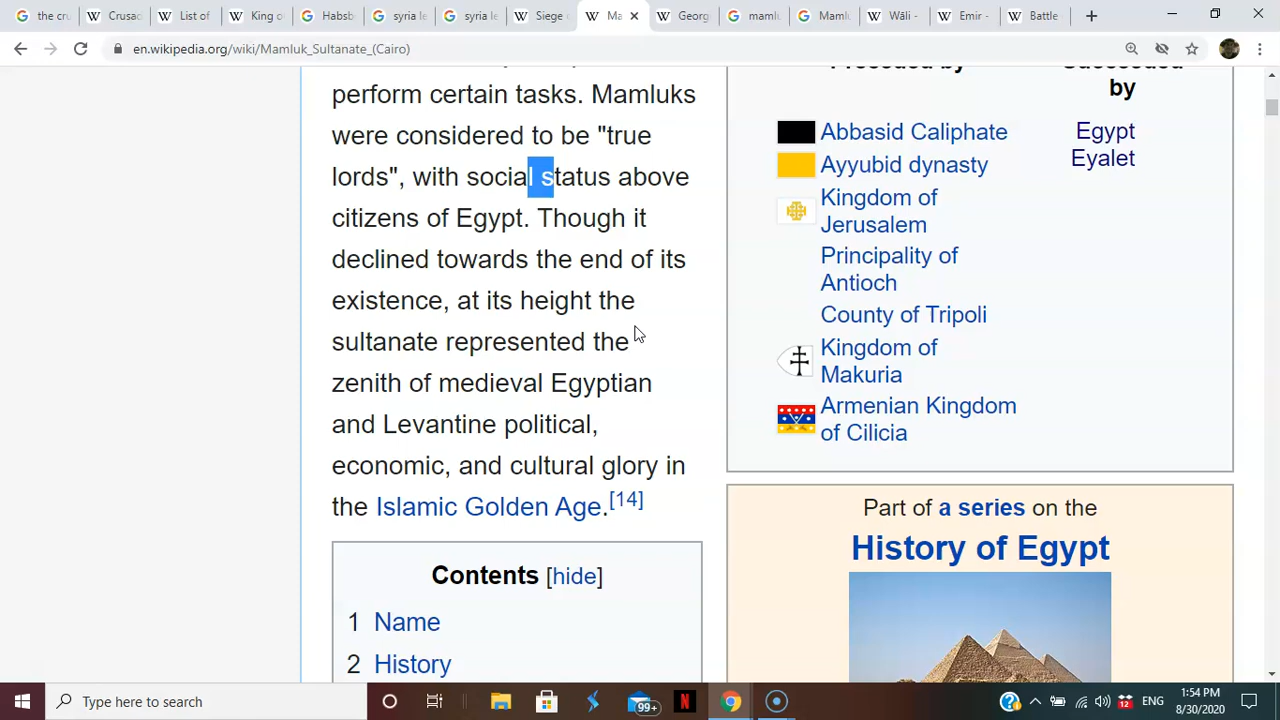 the cru
Crusad
List of
King o
Habsb
syria le
syria le
Siege o
Ma
Georg
maml
Mamlu
Wāli -
Emir -
Battle
en.wikipedia.org/wiki/Mamluk_Sultanate_(Cairo)
perform certain tasks. Mamluks
were considered to be "true
lords", with social status above
citizens of Egypt. Though it
declined towards the end of its
existence, at its height the
sultanate represented the
zenith of medieval Egyptian
and Levantine political,
economic, and cultural glory in
the Islamic Golden Age.[14]
Contents [hide]
1 Name
2 History
Preceded by
Succeeded
by
Abbasid Caliphate
Ayyubid dynasty
Kingdom of
Jerusalem
Principality of
Antioch
County of Tripoli
Kingdom of
Makuria
Armenian Kingdom
of Cilicia
Egypt
Eyalet
Part of a series on the
History of Egypt
Type here to search
99+
N
ENG
12
1:54 PM
8/30/2020